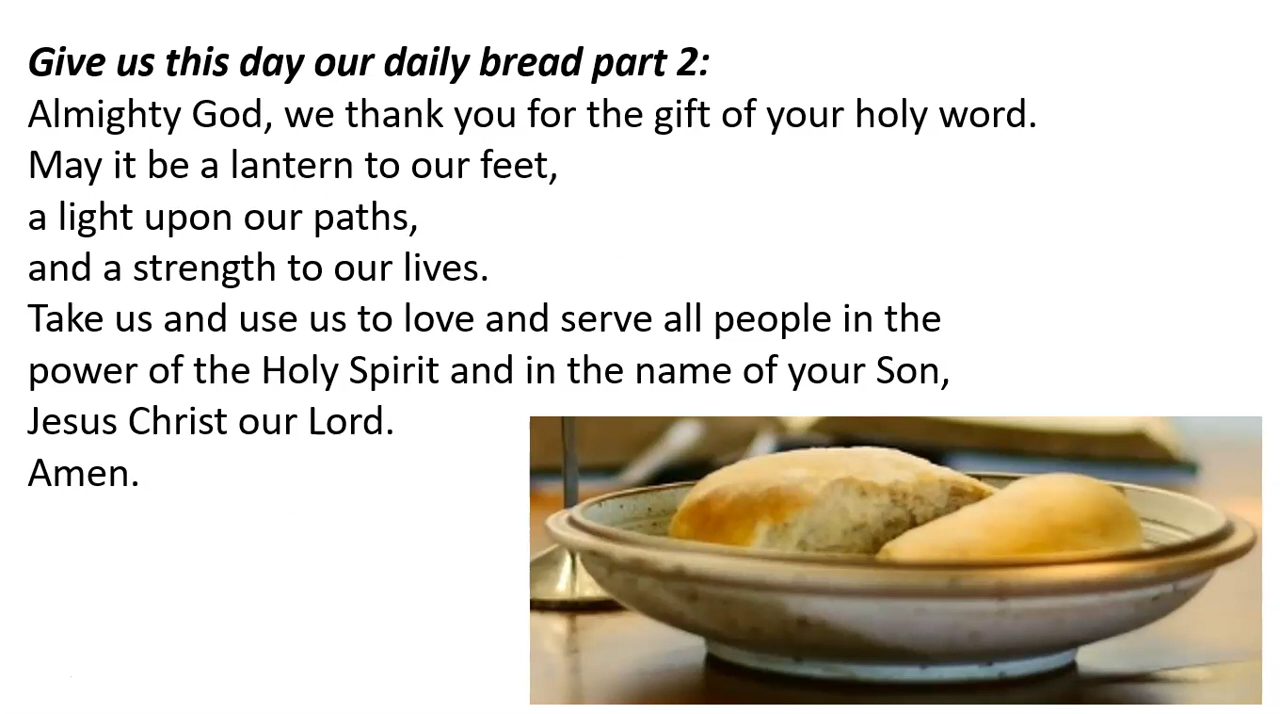 Give us this day our daily bread part 2:
Almighty God, we thank you for the gift of your holy word.
May it be a lantern to our feet,
a light upon our paths,
and a strength to our lives.
Take us and use us to love and serve all people in the
power of the Holy Spirit and in the name of your Son,
Jesus Christ our Lord.
Amen.